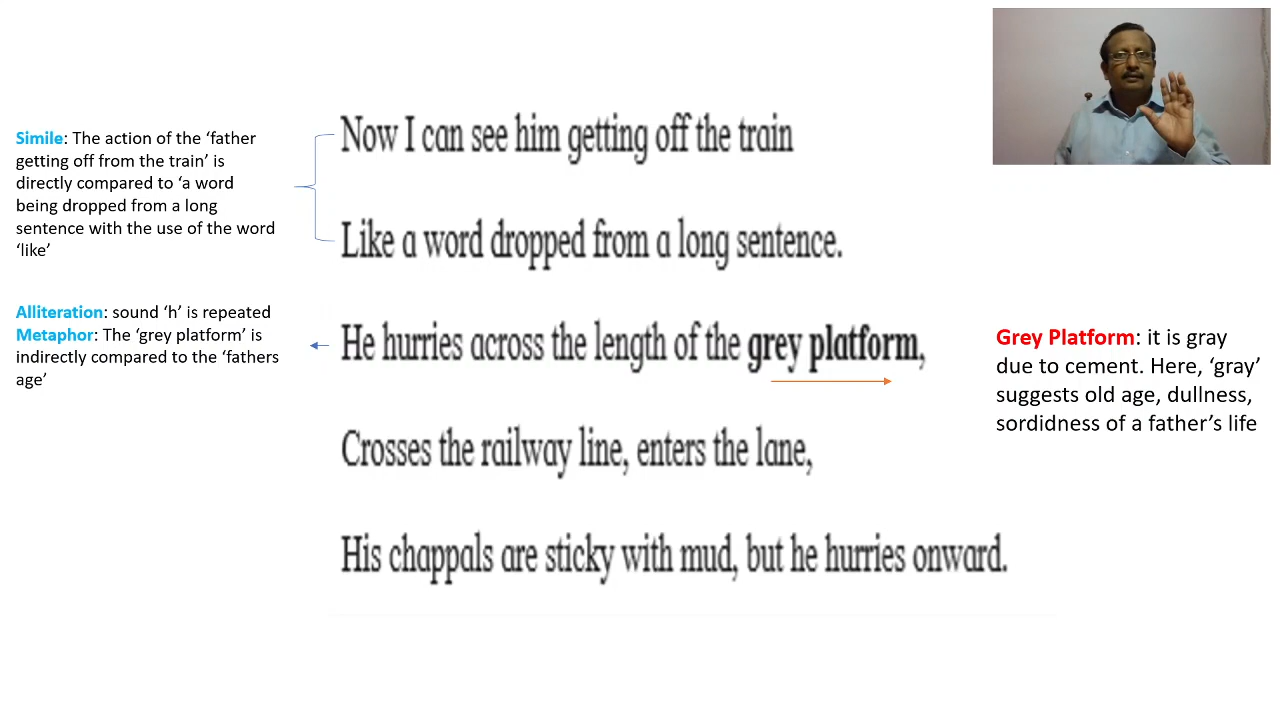 Simile: The action of the ‘father
getting off from the train’ is
directly compared to ‘a word
being dropped from a long
sentence with the use of the word
‘like’
Alliteration: sound ‘h’ is repeated
Metaphor: The ‘grey platform’ is
indirectly compared to the ‘fathers
age’
Now I can see him getting off the train
Like a word dropped from a long sentence.
He hurries across the length of the grey platform,
Crosses the railway line, enters the lane,
His chappals are sticky with mud, but he hurries onward.
Grey Platform: it is gray
due to cement. Here, ‘gray’
suggests old age, dullness,
sordidness of a father’s life